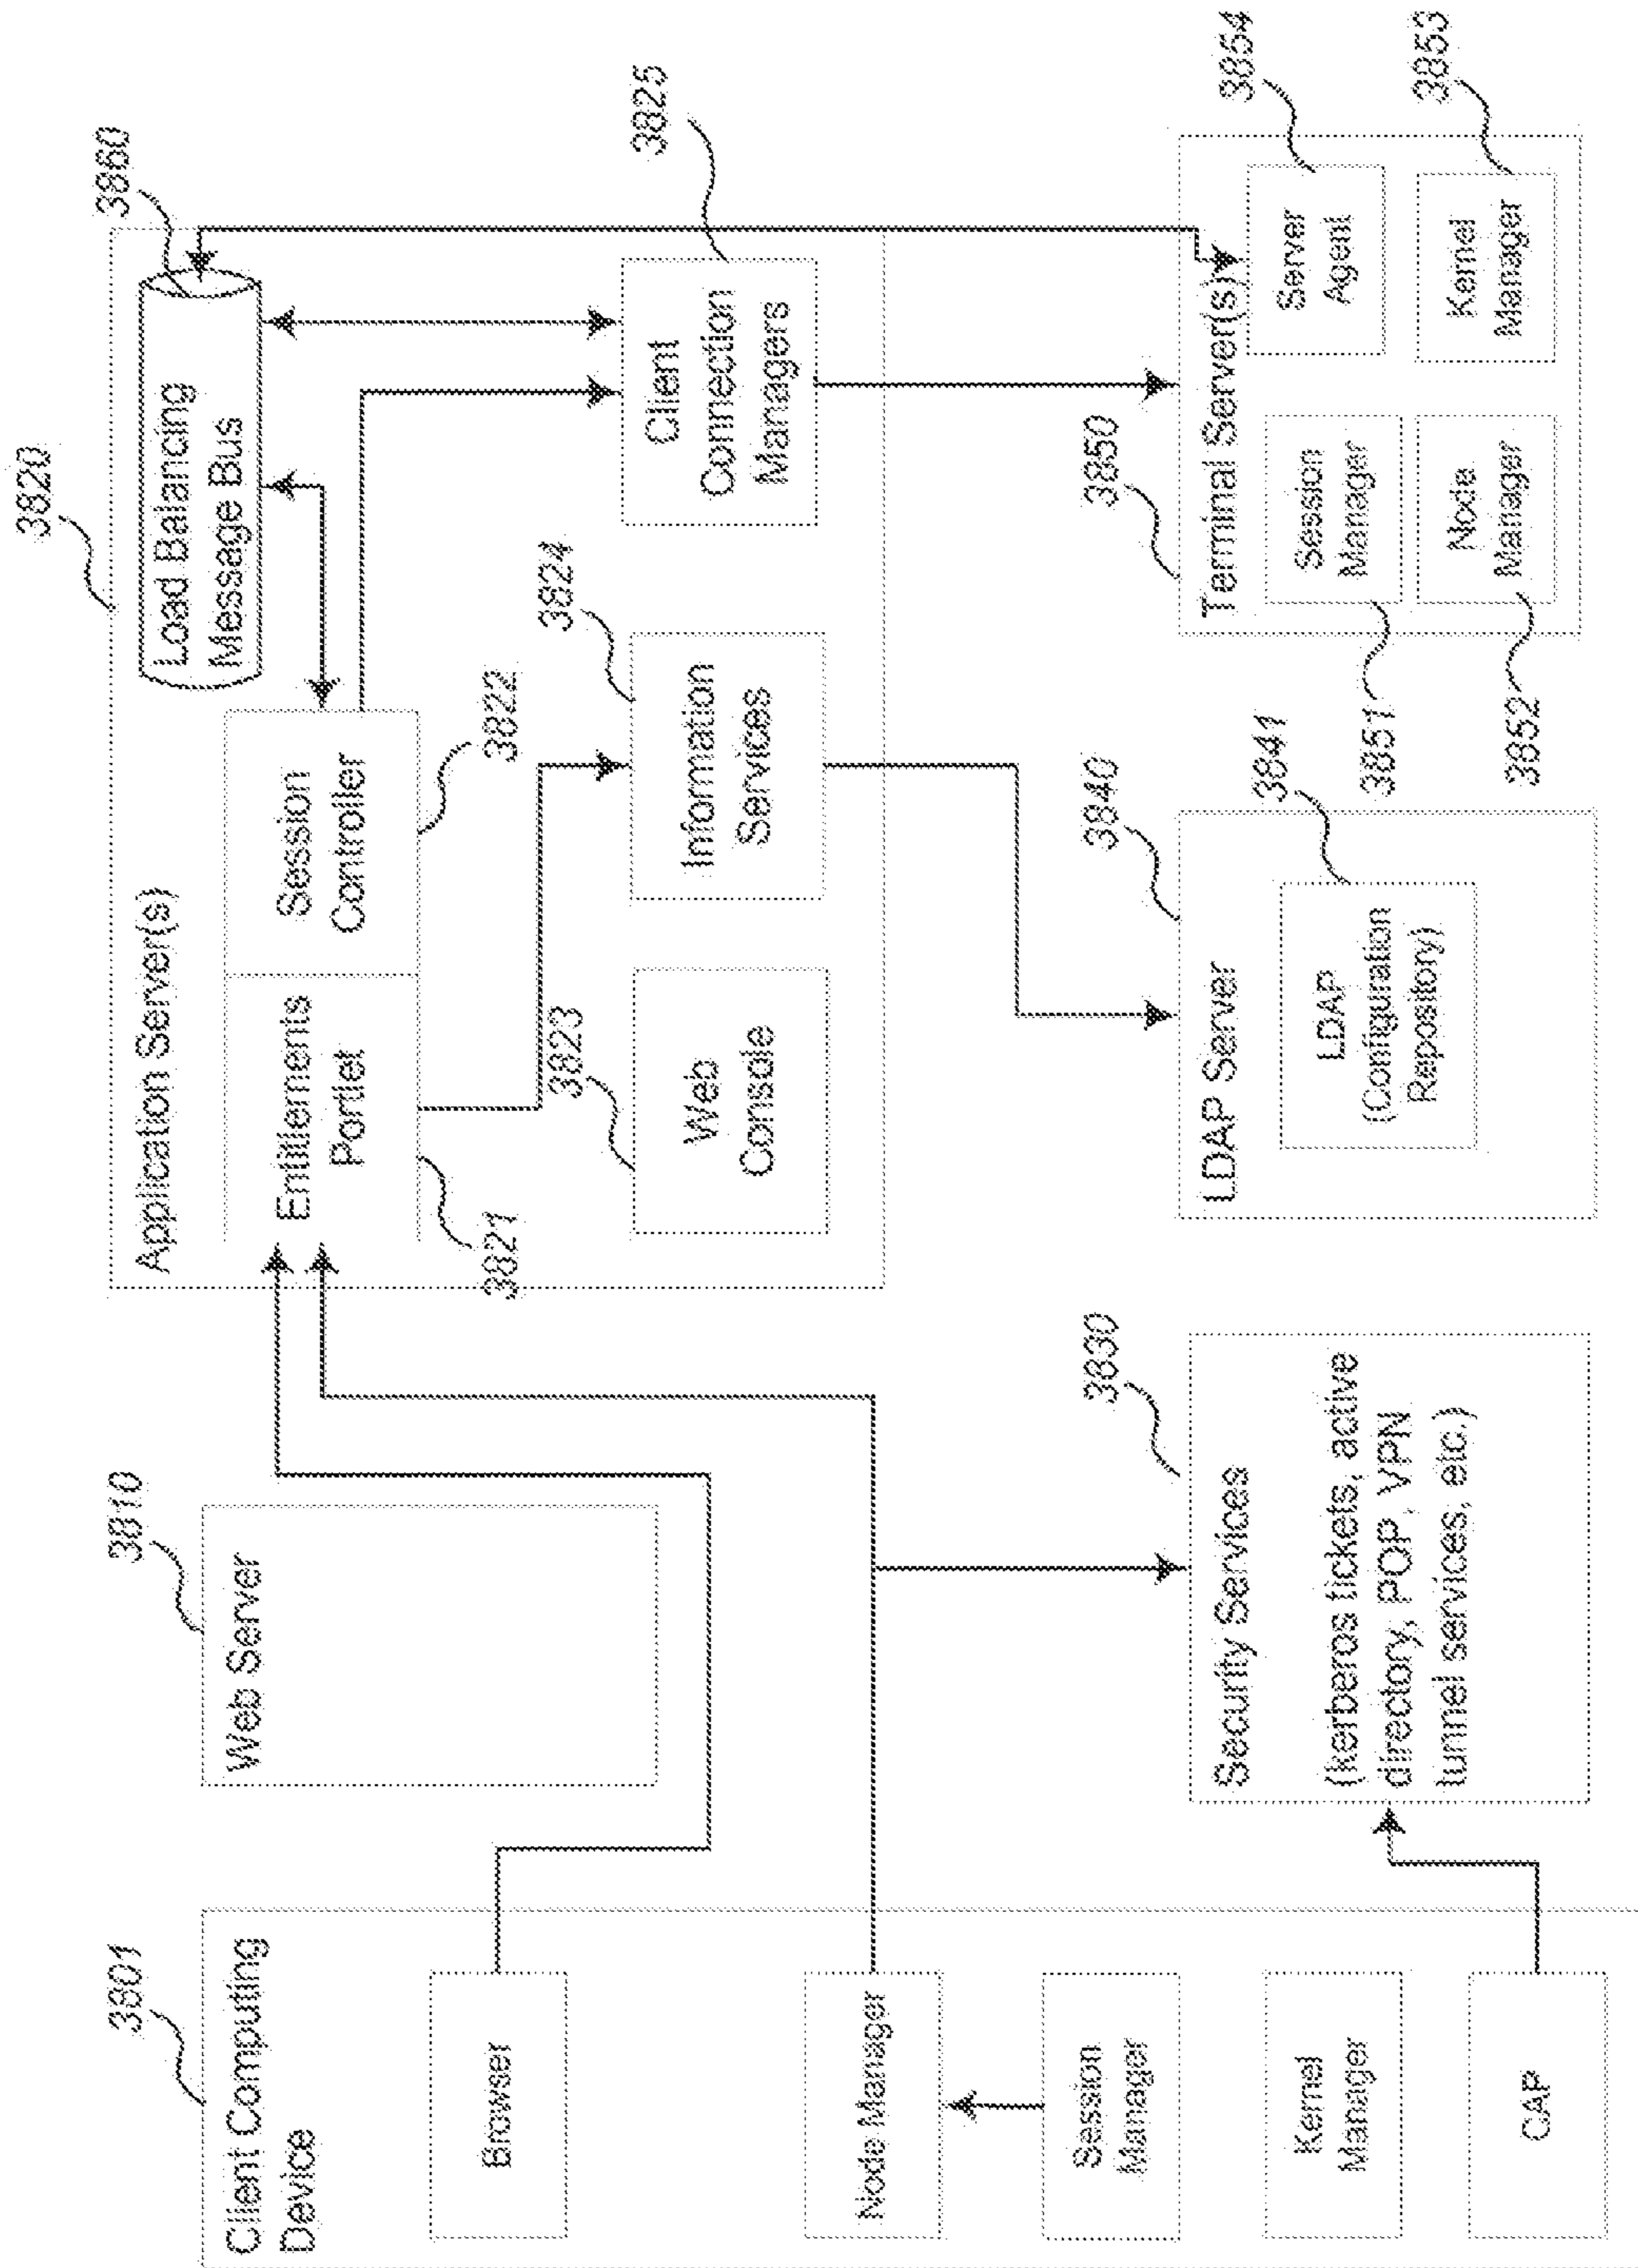 3801
Client Computing
Device
Browser
Node Manager
Session
Manager
Kernel
Manager
CAP
3810
Web Server
3830
Security Services
(kerberos tickets, active
directory, POP, VPN
tunnel services, etc.)
3820
Application Server(s)
Entitlements
Portlet
3821
Session
Controller
3822
Load Balancing
Message Bus
3860
3823
Web
Console
3824
Information
Services
Client
Connection
Managers
3825
3840
LDAP Server
3841
LDAP
(Configuration
Repository)
3850
Terminal Server(s)
Session
Manager
3851
Node
Manager
3852
Server
Agent
3854
Kernel
Manager
3853